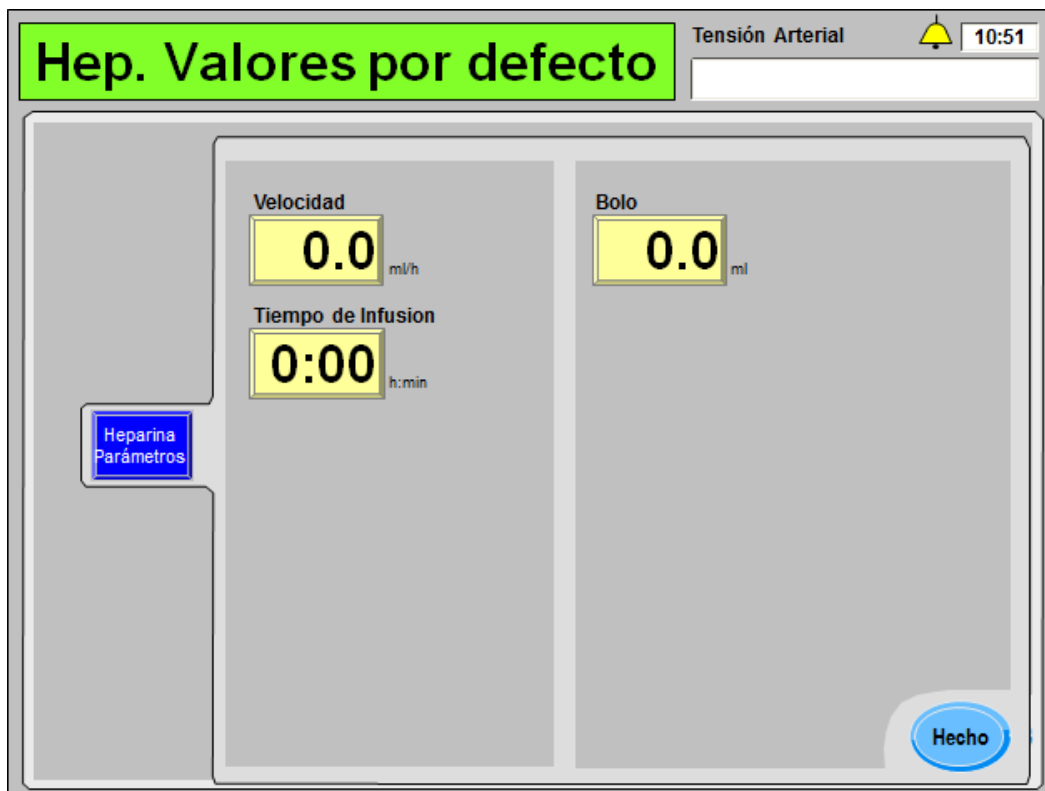 Hep. Valores por defecto
Tensión Arterial
10:51
Velocidad
0.0 ml/h
Tiempo de Infusion
0:00 h:min
Bolo
0.0 ml
Heparina
Parámetros
Hecho